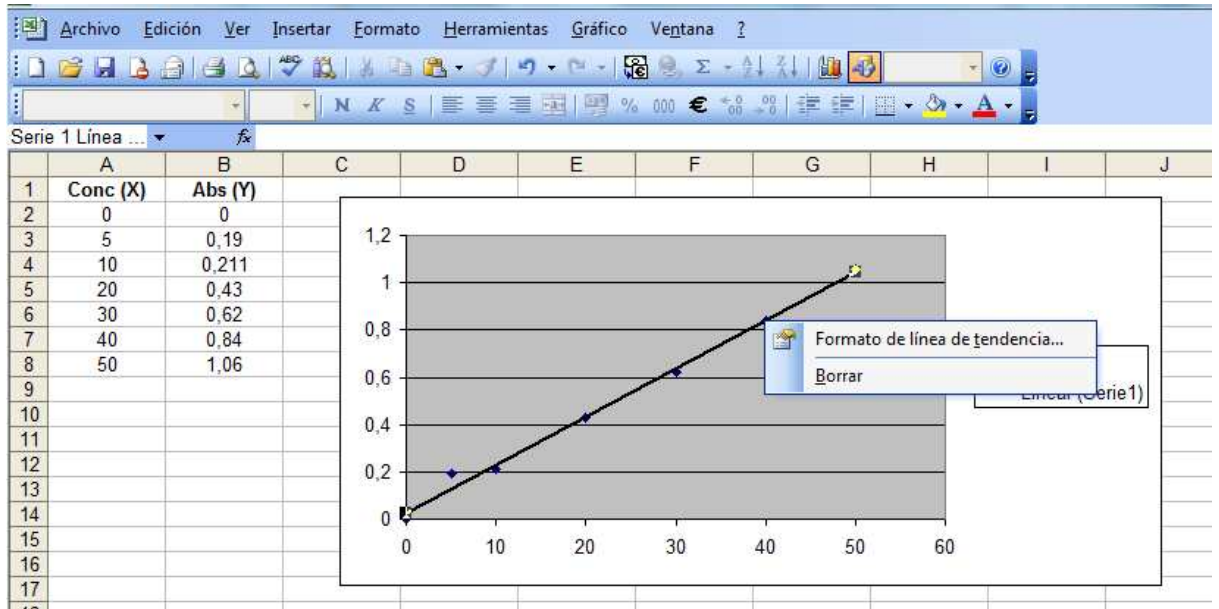 Archivo Edición Ver Insertar Formato Herramientas Gráfico Ventana ?
N K S % 000 €
Serie 1 Línea ... fx
A B C D E F G H I J
1 Conc (X) Abs (Y)
2 0 0
3 5 0,19
4 10 0,211
5 20 0,43
6 30 0,62
7 40 0,84
8 50 1,06
9
10
11
12
13
14
15
16
17
1,2
1
0,8
0,6
0,4
0,2
0
0 10 20 30 40 50 60
Formato de línea de tendencia...
Borrar
Lineal (Serie1)